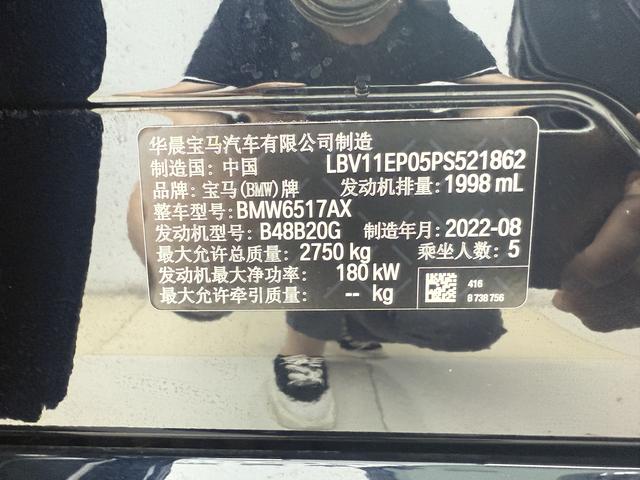 华晨宝马汽车有限公司制造
制造国: 中国 LBV11EP05PS521862
品牌: 宝马(BMW)牌 发动机排量: 1998 mL
整车型号: BMW6517AX
发动机型号: B48B20G 制造年月: 2022-08
最大允许总质量: 2750 kg 乘坐人数: 5
发动机最大净功率: 180 kW
最大允许牵引质量: -- kg
416
8 738 756